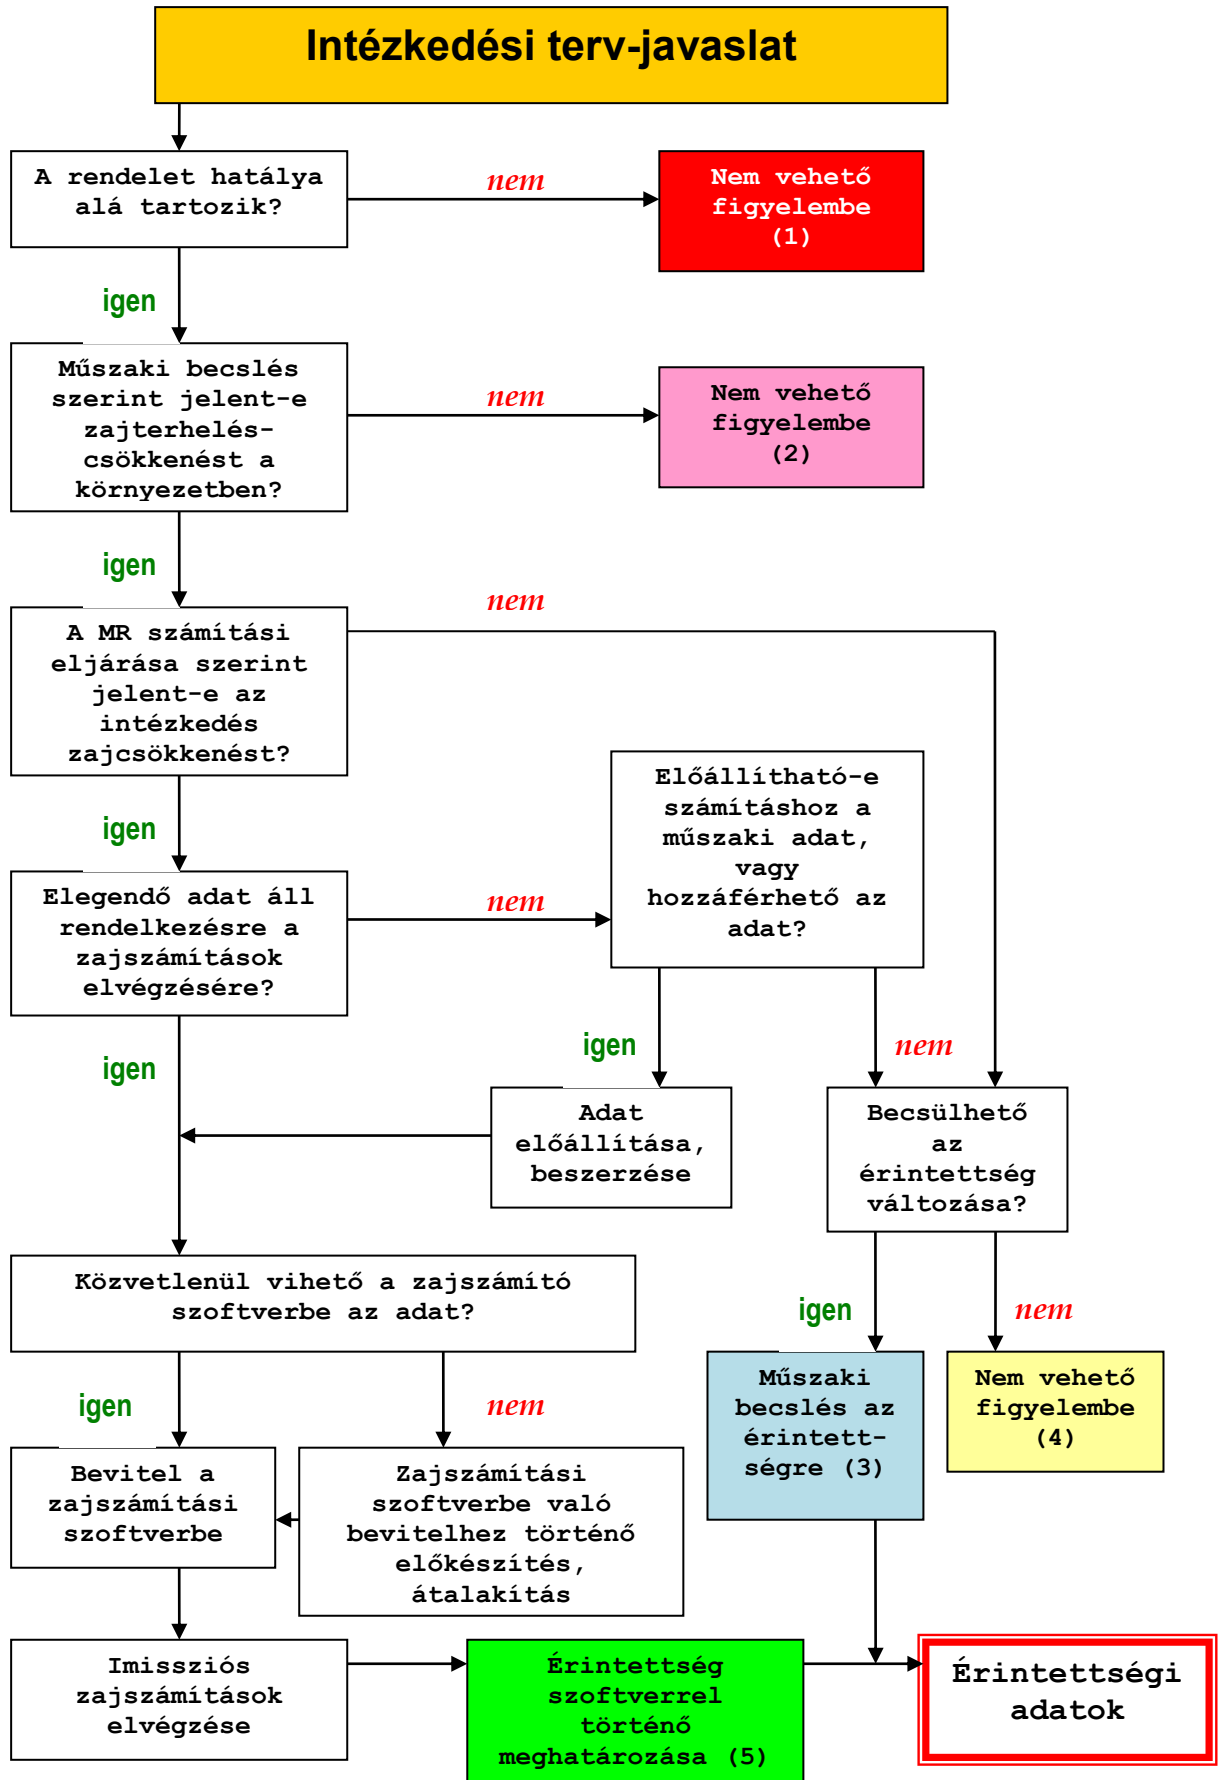 Intézkedési terv-javaslat
A rendelet hatálya
alá tartozik?
nem
Nem vehető
figyelembe
(1)
igen
Műszaki becslés
szerint jelent-e
zajterhelés-
csökkenést a
környezetben?
nem
Nem vehető
figyelembe
(2)
igen
A MR számítási
eljárása szerint
jelent-e az
intézkedés
zajcsökkenést?
nem
igen
Elegendő adat áll
rendelkezésre a
zajszámítások
elvégzésére?
nem
Előállítható-e
számításhoz a
műszaki adat,
vagy
hozzáférhető az
adat?
igen
igen
nem
Adat
előállítása,
beszerzése
Becsülhető
az
érintettség
változása?
Közvetlenül vihető a zajszámító
szoftverbe az adat?
igen
nem
igen
nem
Műszaki
becslés az
érintett-
ségre (3)
Nem vehető
figyelembe
(4)
Bevitel a
zajszámítási
szoftverbe
Zajszámítási
szoftverbe való
bevitelhez történő
előkészítés,
átalakítás
Imissziós
zajszámítások
elvégzése
Érintettség
szoftverrel
történő
meghatározása (5)
Érintettségi
adatok